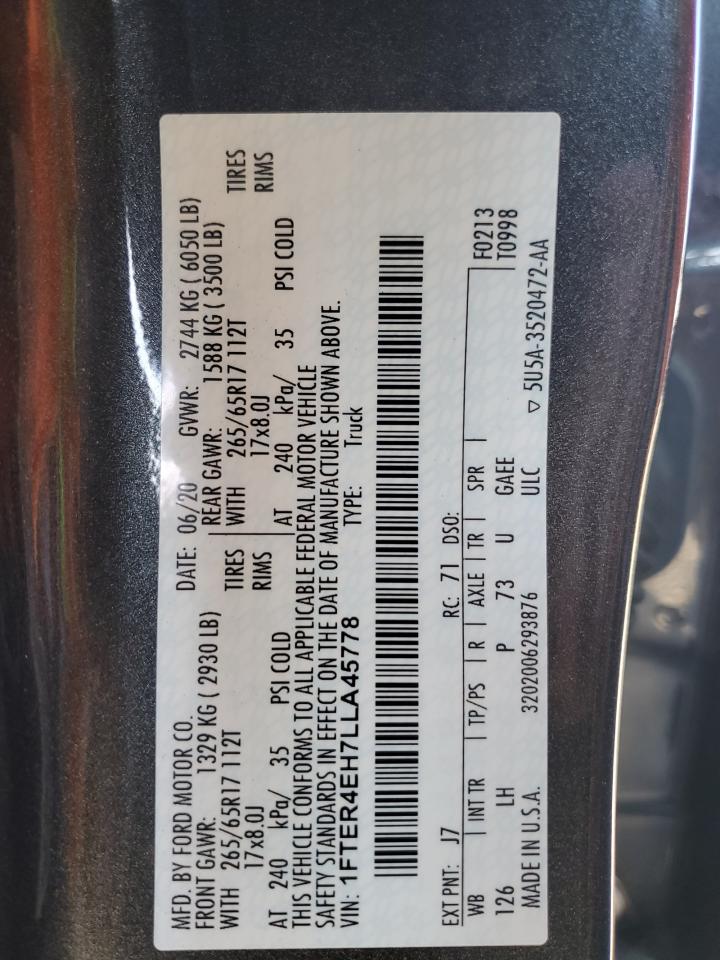 MFD. BY FORD MOTOR CO. DATE: 06/20 GVWR: 2744 KG ( 6050 LB)
FRONT GAWR: 1329 KG ( 2930 LB) REAR GAWR: 1588 KG ( 3500 LB)
WITH 265/65R17 112T TIRES WITH 265/65R17 112T TIRES
17x8.0J RIMS 17x8.0J RIMS
AT 240 kPa/ 35 PSI COLD AT 240 kPa/ 35 PSI COLD
THIS VEHICLE CONFORMS TO ALL APPLICABLE FEDERAL MOTOR VEHICLE
SAFETY STANDARDS IN EFFECT ON THE DATE OF MANUFACTURE SHOWN ABOVE.
VIN: 1FTER4EH7LLA45778 TYPE: Truck
EXT PNT: J7 RC: 71 DSO:
WB INT TR TP/PS R AXLE TR SPR F0213
126 LH P 73 U GAEE T0998
MADE IN U.S.A. 3202006293876 ULC ▽ 5U5A-3520472-AA